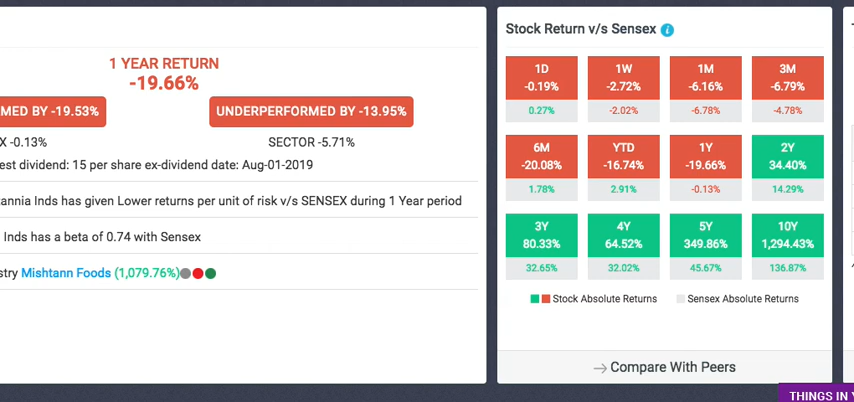 1 YEAR RETURN
-19.66%
MED BY -19.53%
UNDERPERFORMED BY -13.95%
X -0.13%
SECTOR -5.71%
est dividend: 15 per share ex-dividend date: Aug-01-2019
annia Inds has given Lower returns per unit of risk v/s SENSEX during 1 Year period
Inds has a beta of 0.74 with Sensex
stry Mishtann Foods (1,079.76%)
Stock Return v/s Sensex i
1D 1W 1M 3M
-0.19% -2.72% -6.16% -6.79%
0.27% -2.02% -6.78% -4.78%
6M YTD 1Y 2Y
-20.08% -16.74% -19.66% 34.40%
1.78% 2.91% -0.13% 14.29%
3Y 4Y 5Y 10Y
80.33% 64.52% 349.86% 1,294.43%
32.65% 32.02% 45.67% 136.87%
Stock Absolute Returns Sensex Absolute Returns
Compare With Peers
THINGS IN